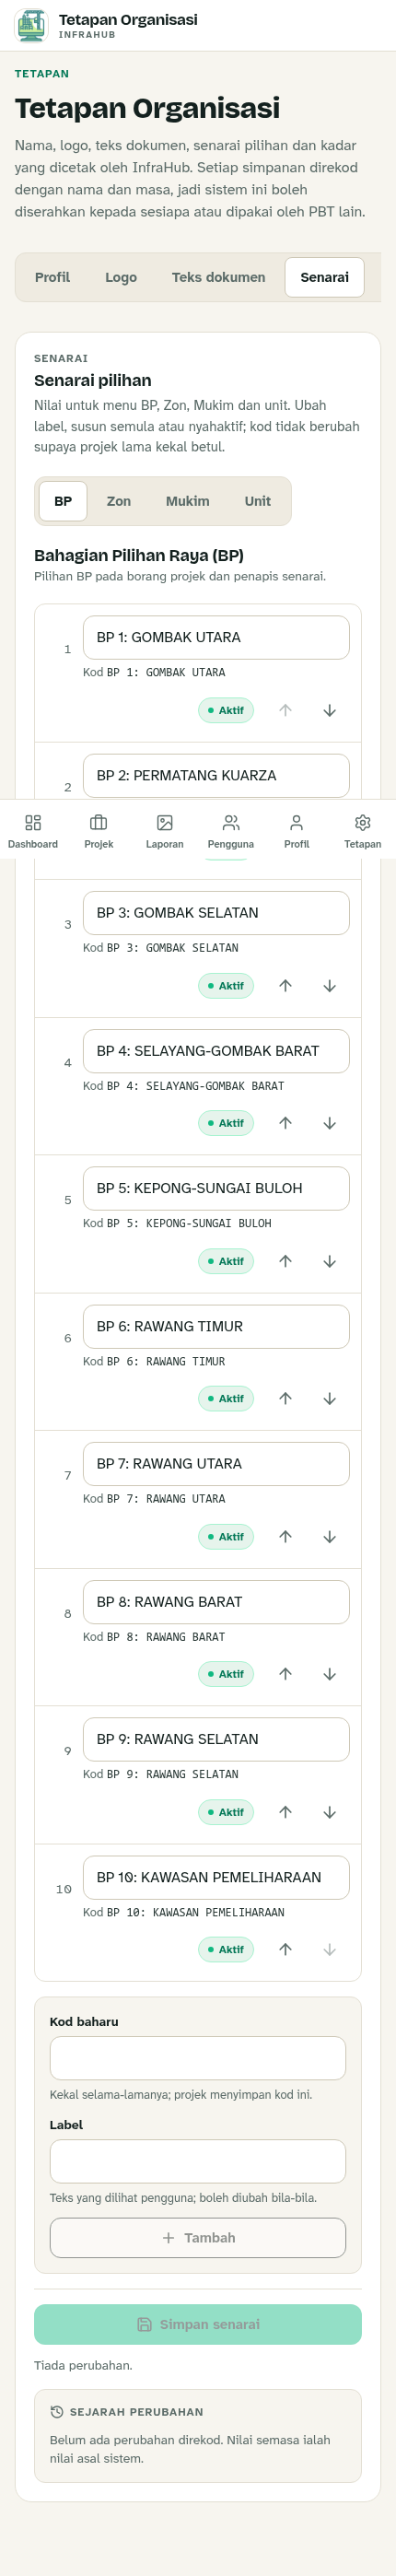 Tetapan Organisasi
INFRAHUB
TETAPAN
Tetapan Organisasi
Nama, logo, teks dokumen, senarai pilihan dan kadar
yang dicetak oleh InfraHub. Setiap simpanan direkod
dengan nama dan masa, jadi sistem ini boleh
diserahkan kepada sesiapa atau dipakai oleh PBT lain.
Profil Logo Teks dokumen Senarai
SENARAI
Senarai pilihan
Nilai untuk menu BP, Zon, Mukim dan unit. Ubah
label, susun semula atau nyahaktif; kod tidak berubah
supaya projek lama kekal betul.
BP Zon Mukim Unit
Bahagian Pilihan Raya (BP)
Pilihan BP pada borang projek dan penapis senarai.
1 BP 1: GOMBAK UTARA
Kod BP 1: GOMBAK UTARA
Aktif
2 BP 2: PERMATANG KUARZA
Dashboard Projek Laporan Pengguna Profil Tetapan
3 BP 3: GOMBAK SELATAN
Kod BP 3: GOMBAK SELATAN
Aktif
4 BP 4: SELAYANG-GOMBAK BARAT
Kod BP 4: SELAYANG-GOMBAK BARAT
Aktif
5 BP 5: KEPONG-SUNGAI BULOH
Kod BP 5: KEPONG-SUNGAI BULOH
Aktif
6 BP 6: RAWANG TIMUR
Kod BP 6: RAWANG TIMUR
Aktif
7 BP 7: RAWANG UTARA
Kod BP 7: RAWANG UTARA
Aktif
8 BP 8: RAWANG BARAT
Kod BP 8: RAWANG BARAT
Aktif
9 BP 9: RAWANG SELATAN
Kod BP 9: RAWANG SELATAN
Aktif
10 BP 10: KAWASAN PEMELIHARAAN
Kod BP 10: KAWASAN PEMELIHARAAN
Aktif
Kod baharu
Kekal selama-lamanya; projek menyimpan kod ini.
Label
Teks yang dilihat pengguna; boleh diubah bila-bila.
Tambah
Simpan senarai
Tiada perubahan.
SEJARAH PERUBAHAN
Belum ada perubahan direkod. Nilai semasa ialah
nilai asal sistem.